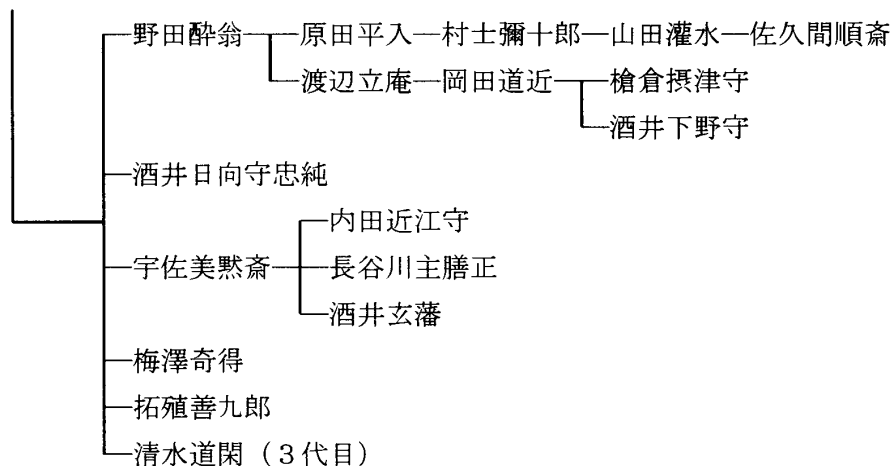 野田酔翁 原田平入 村士彌十郎 山田灌水 佐久間順斎
渡辺立庵 岡田道近 槍倉摂津守
酒井下野守
酒井日向守忠純
内田近江守
宇佐美黙斎 長谷川主膳正
酒井玄藩
梅澤奇得
拓殖善九郎
清水道閑（３代目）